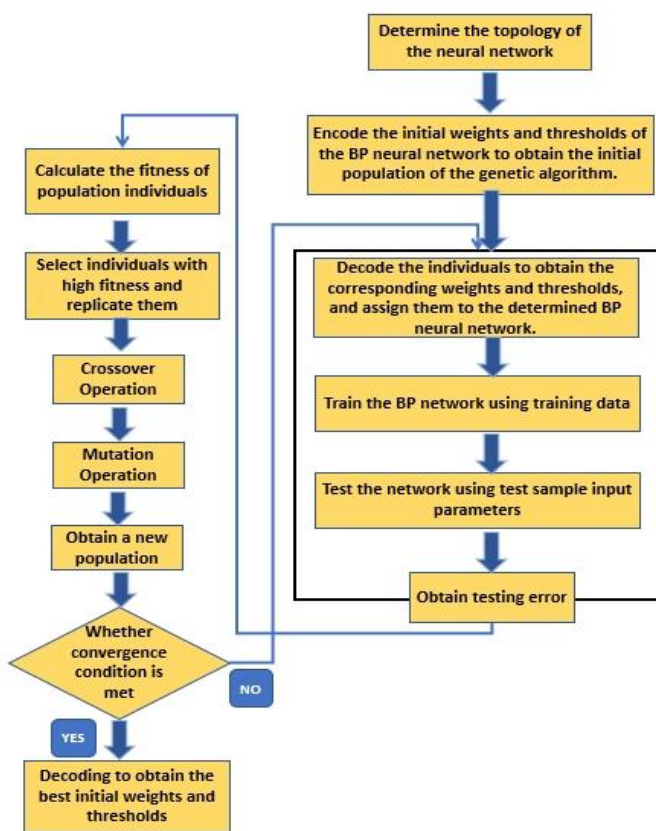 Determine the topology of
the neural network
Encode the initial weights and thresholds of
the BP neural network to obtain the initial
population of the genetic algorithm.
Decode the individuals to obtain the
corresponding weights and thresholds,
and assign them to the determined BP
neural network.
Train the BP network using training data
Test the network using test sample input
parameters
Obtain testing error
Calculate the fitness of
population individuals
Select individuals with
high fitness and
replicate them
Crossover
Operation
Mutation
Operation
Obtain a new
population
Whether
convergence
condition is
met
NO
YES
Decoding to obtain the
best initial weights and
thresholds